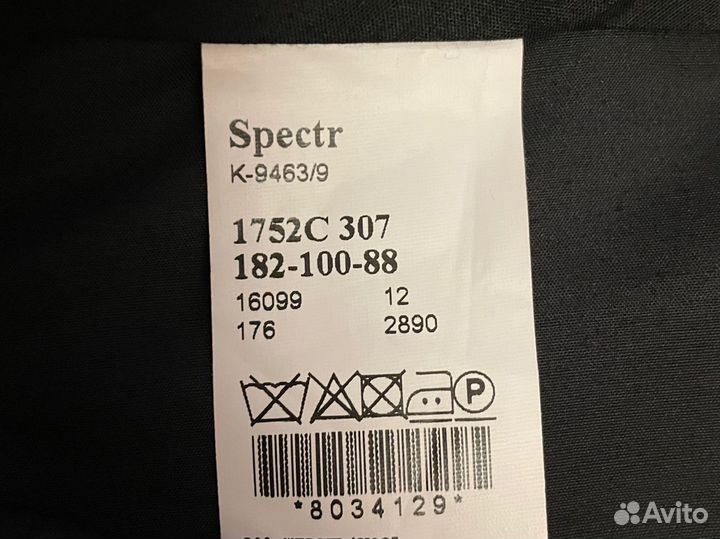 Spectr
K-9463/9
1752C 307
182-100-88
16099 12
176 2890
P
*8034129*
Avito